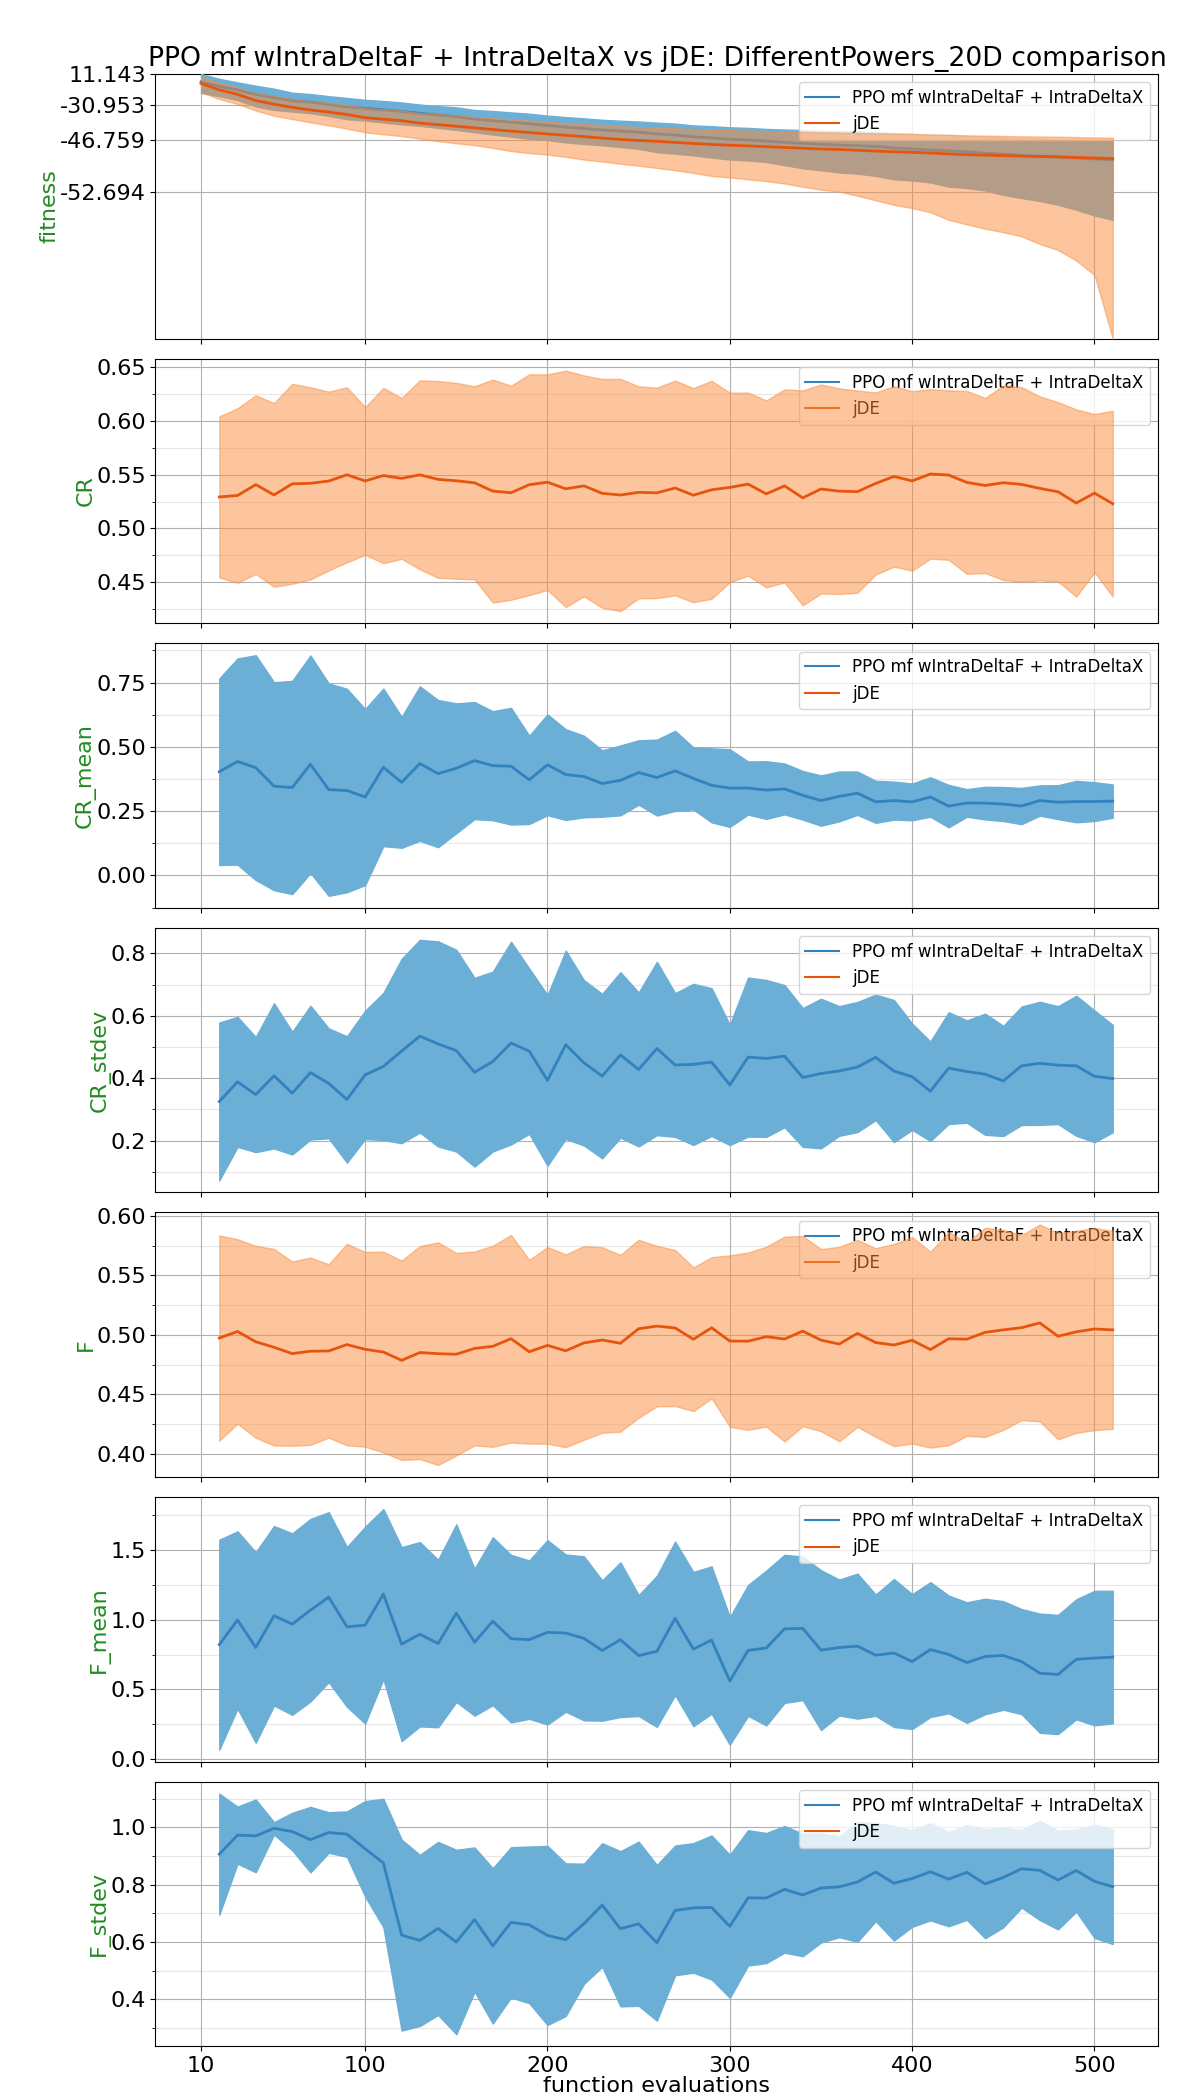 PPO mf wIntraDeltaF + IntraDeltaX vs jDE: DifferentPowers_20D comparison
11.143
-30.953
-46.759
-52.694
fitness
PPO mf wIntraDeltaF + IntraDeltaX
jDE
0.65
0.60
0.55
0.50
0.45
CR
PPO mf wIntraDeltaF + IntraDeltaX
jDE
0.75
0.50
0.25
0.00
CR_mean
PPO mf wIntraDeltaF + IntraDeltaX
jDE
0.8
0.6
0.4
0.2
CR_stdev
PPO mf wIntraDeltaF + IntraDeltaX
jDE
0.60
0.55
0.50
0.45
0.40
F
PPO mf wIntraDeltaF + IntraDeltaX
jDE
1.5
1.0
0.5
0.0
F_mean
PPO mf wIntraDeltaF + IntraDeltaX
jDE
1.0
0.8
0.6
0.4
F_stdev
PPO mf wIntraDeltaF + IntraDeltaX
jDE
10 100 200 300 400 500
function evaluations